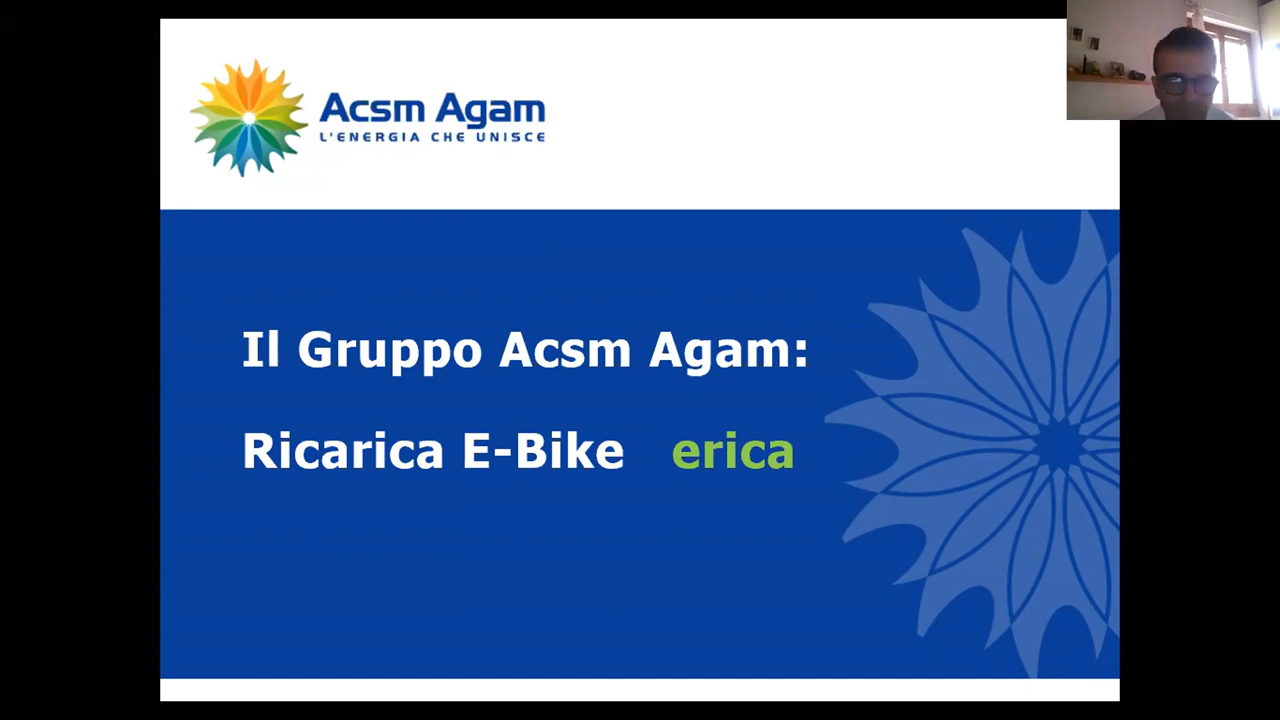 Acsm Agam
L'ENERGIA CHE UNISCE
Il Gruppo Acsm Agam:
Ricarica E-Bike erica